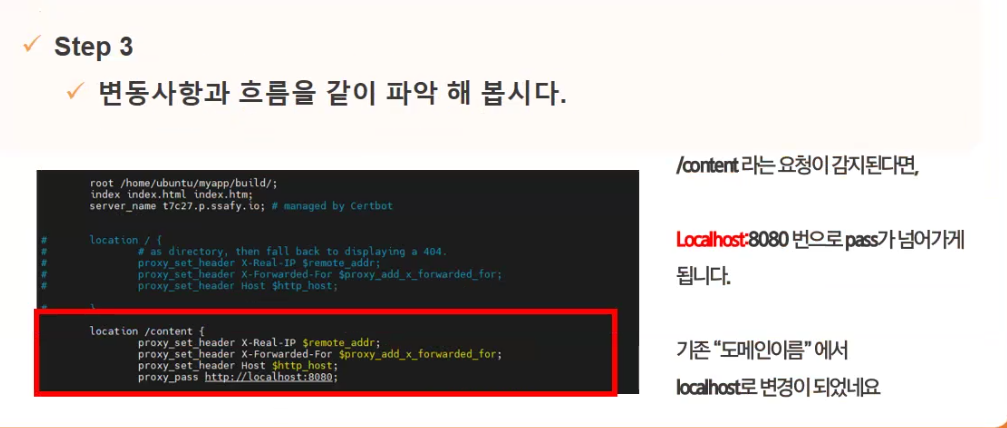 Step 3
변동사항과 흐름을 같이 파악 해 봅시다.
root /home/ubuntu/myapp/build/;
index index.html index.htm;
server_name t7c27.p.ssafy.io; # managed by Certbot
#       location / {
#               # as directory, then fall back to displaying a 404.
#               proxy_set_header X-Real-IP $remote_addr;
#               proxy_set_header X-Forwarded-For $proxy_add_x_forwarded_for;
#               proxy_set_header Host $http_host;
#       }
location /content {
proxy_set_header X-Real-IP $remote_addr;
proxy_set_header X-Forwarded-For $proxy_add_x_forwarded_for;
proxy_set_header Host $http_host;
proxy_pass http://localhost:8080;
/content 라는 요청이 감지된다면,
Localhost:8080 번으로 pass가 넘어가게
됩니다.
기존 “도메인이름” 에서
localhost로 변경이 되었네요